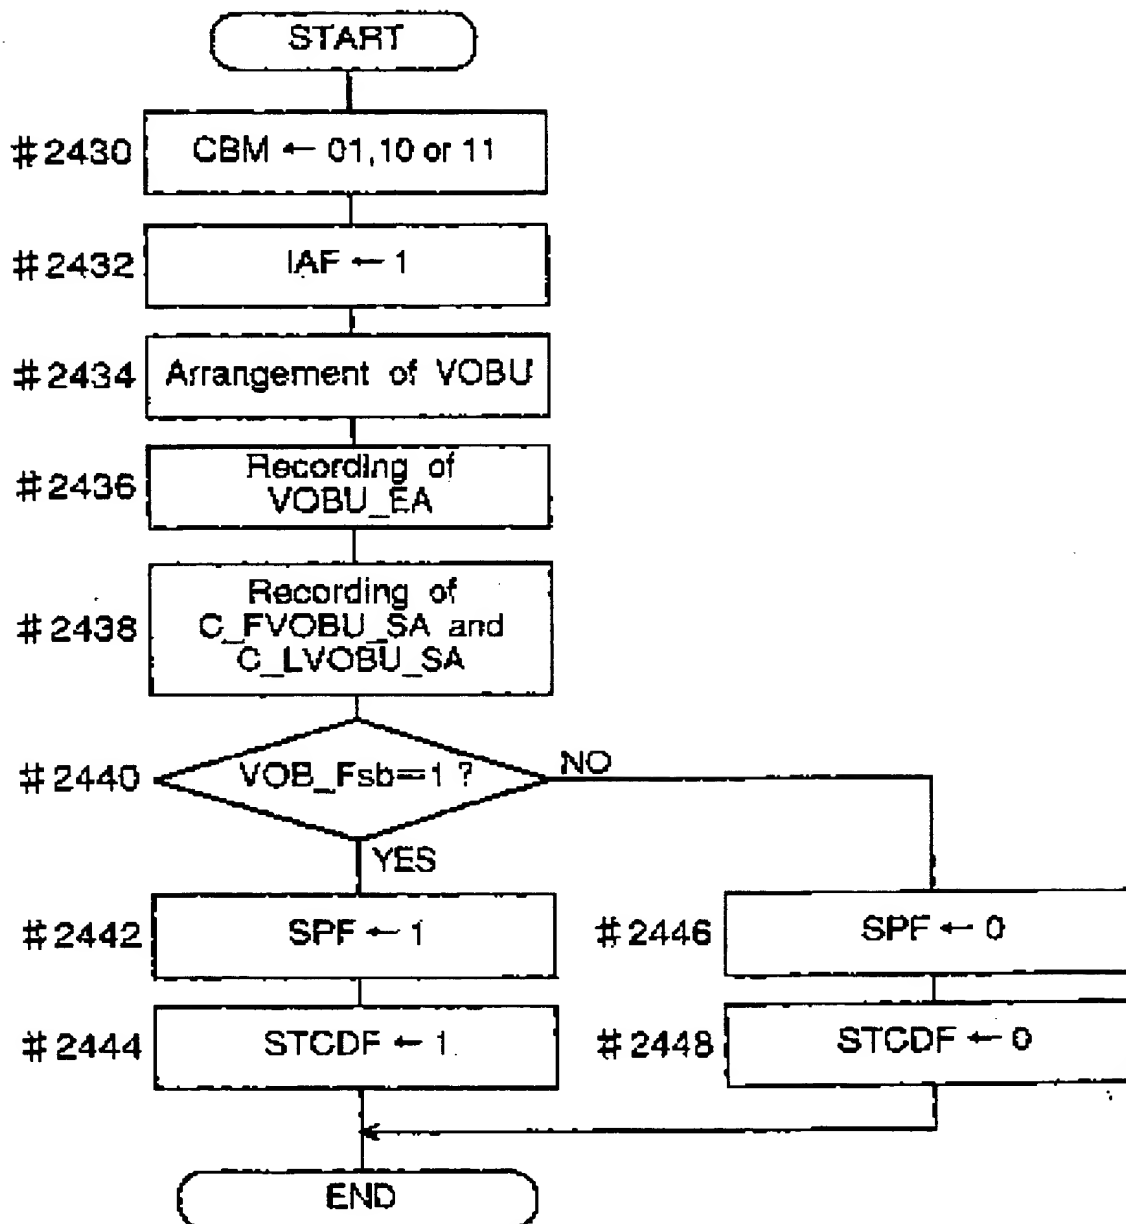 START
#2430
CBM ← 01,10 or 11
#2432
IAF ← 1
#2434
Arrangement of VOBU
#2436
Recording of
VOBU_EA
#2438
Recording of
C_FVOBU_SA and
C_LVOBU_SA
#2440
VOB_Fsb=1 ?
NO
YES
#2442
SPF ← 1
#2446
SPF ← 0
#2444
STCDF ← 1
#2448
STCDF ← 0
END